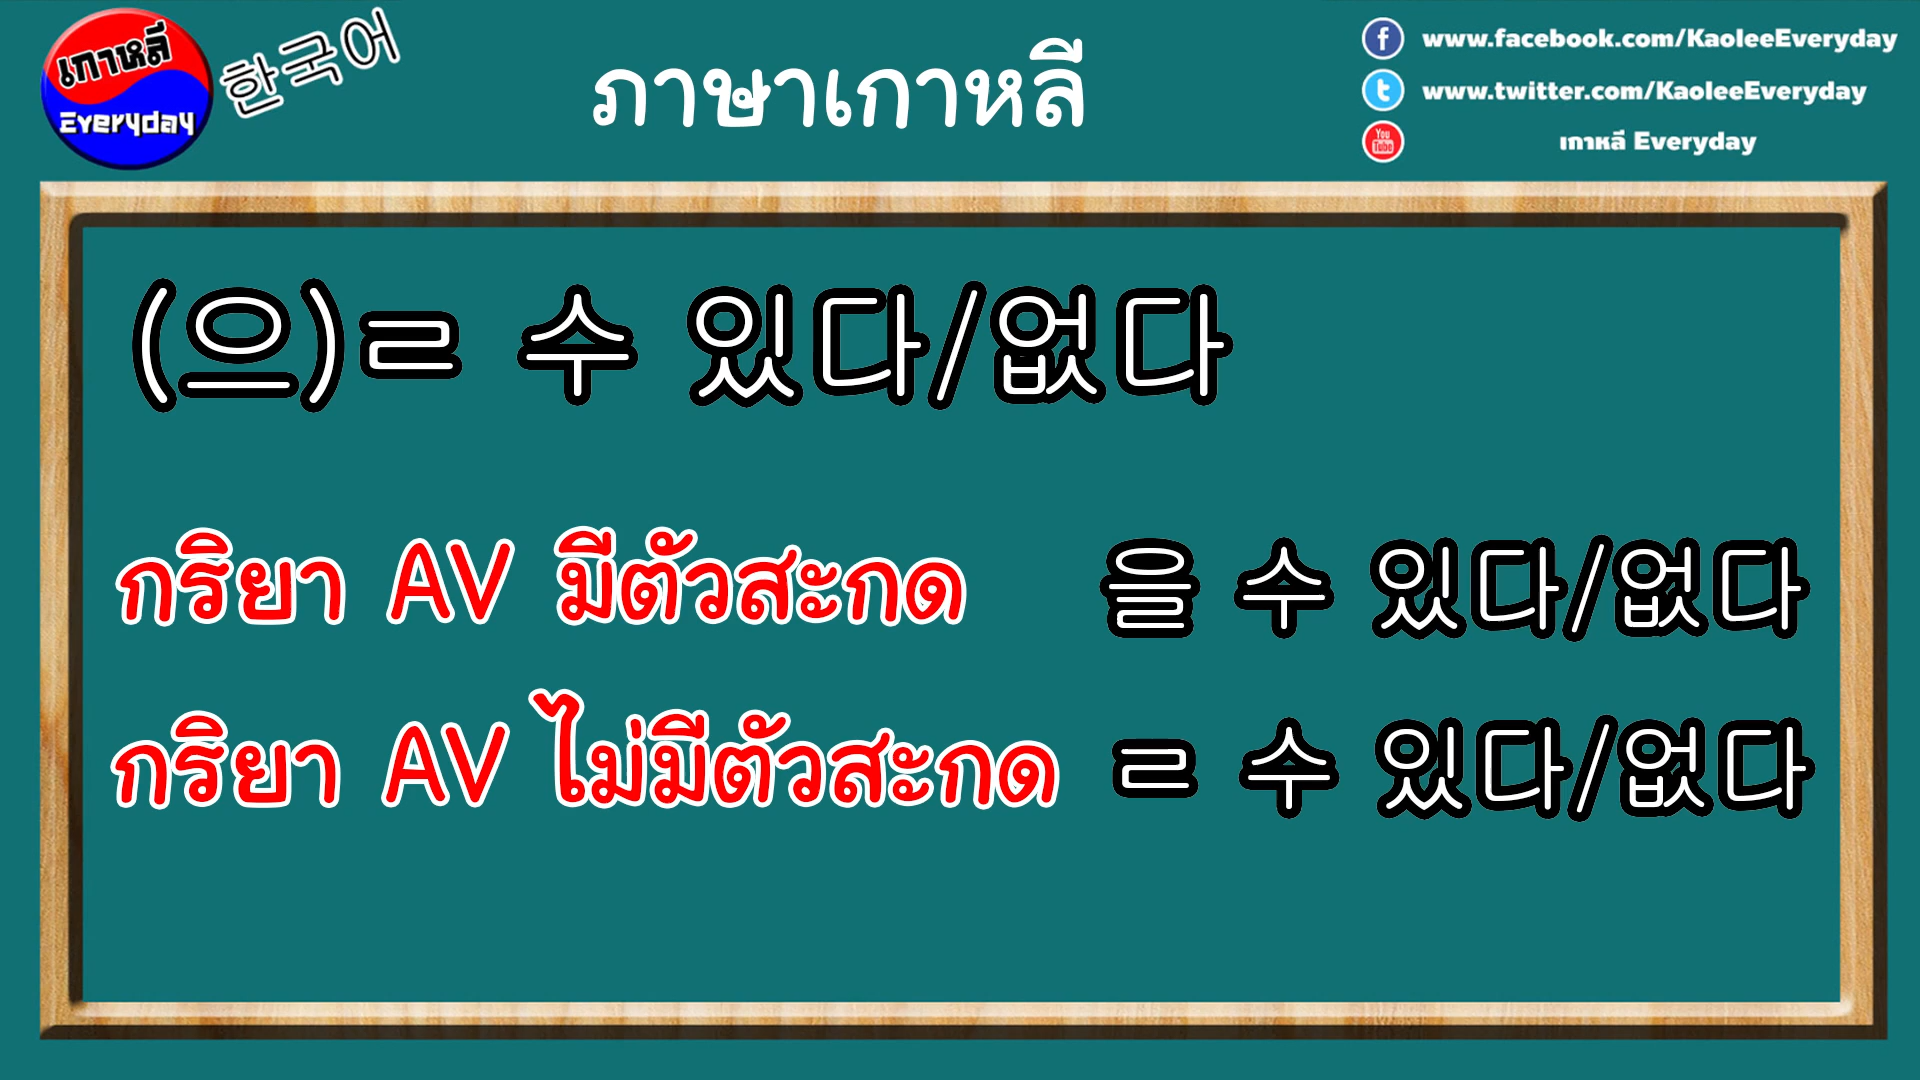 เกาหลี
Everyday
한국어
ภาษาเกาหลี
www.facebook.com/KaoleeEveryday
www.twitter.com/KaoleeEveryday
You Tube
เกาหลี Everyday
(으)ㄹ 수 있다/없다
กริยา AV มีตัวสะกด 을 수 있다/없다
กริยา AV ไม่มีตัวสะกด ㄹ 수 있다/없다